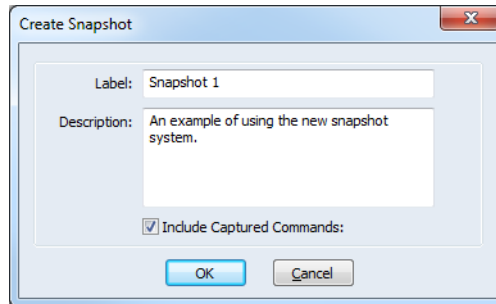 Create Snapshot
Label: Snapshot 1
Description: An example of using the new snapshot
system.
Include Captured Commands:
OK Cancel